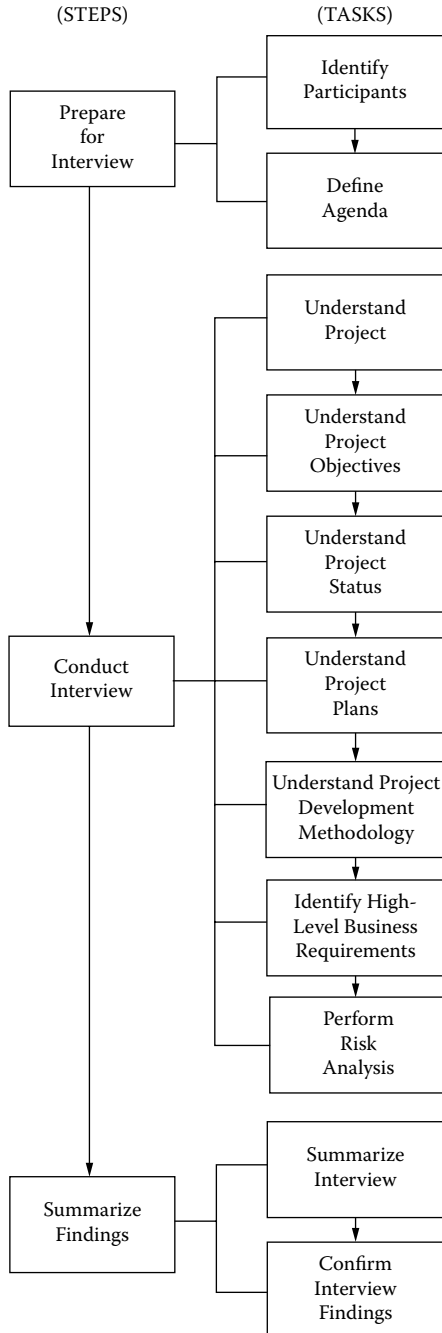 (STEPS)
(TASKS)
Prepare
for
Interview
Identify
Participants
Define
Agenda
Conduct
Interview
Understand
Project
Understand
Project
Objectives
Understand
Project
Status
Understand
Project
Plans
Understand Project
Development
Methodology
Identify High-
Level Business
Requirements
Perform
Risk
Analysis
Summarize
Findings
Summarize
Interview
Confirm
Interview
Findings